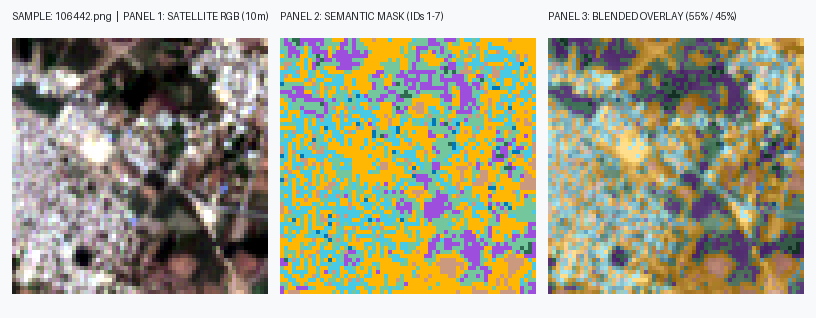 SAMPLE: 106442.png | PANEL 1: SATELLITE RGB (10m)
PANEL 2: SEMANTIC MASK (IDs 1-7)
PANEL 3: BLENDED OVERLAY (55% / 45%)